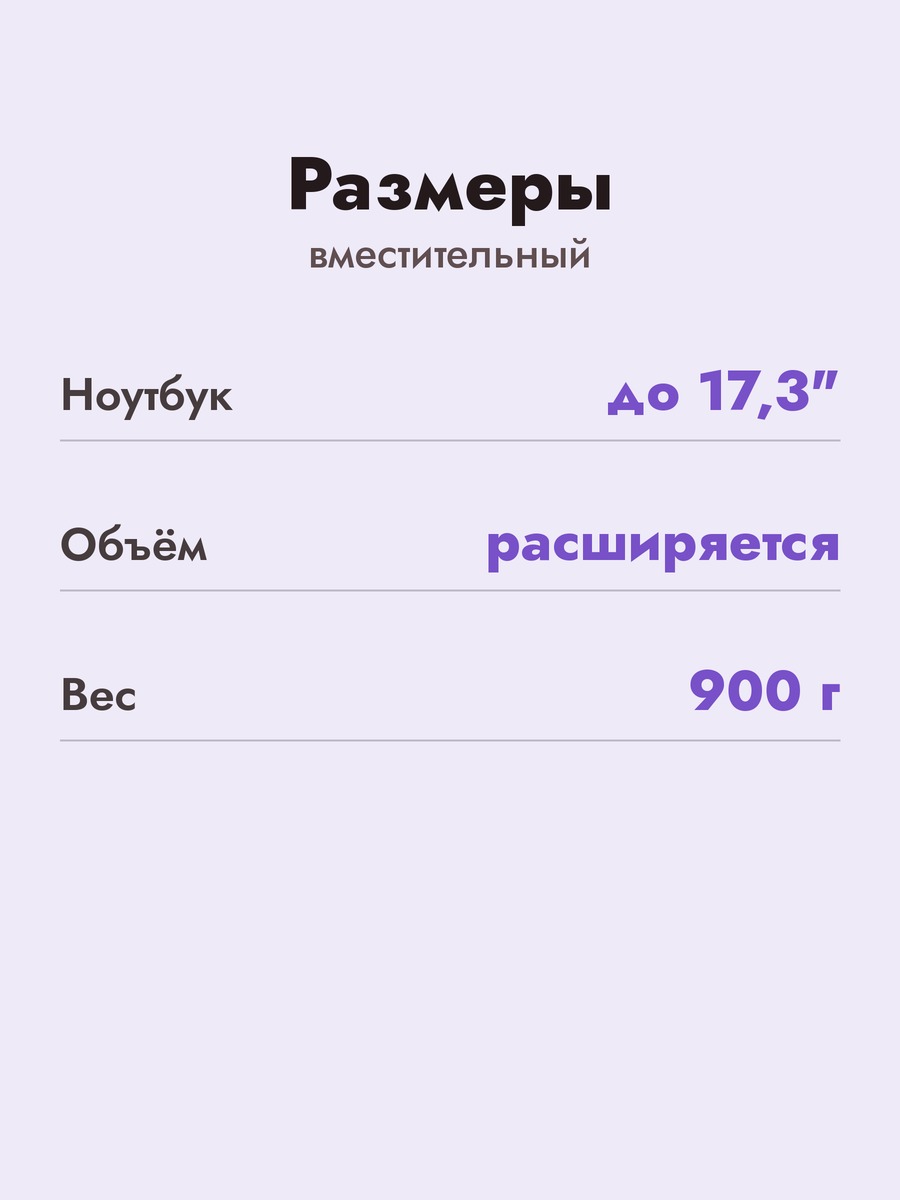 Размеры
вместительный
Ноутбук до 17,3"
Объём расширяется
Вес 900 г